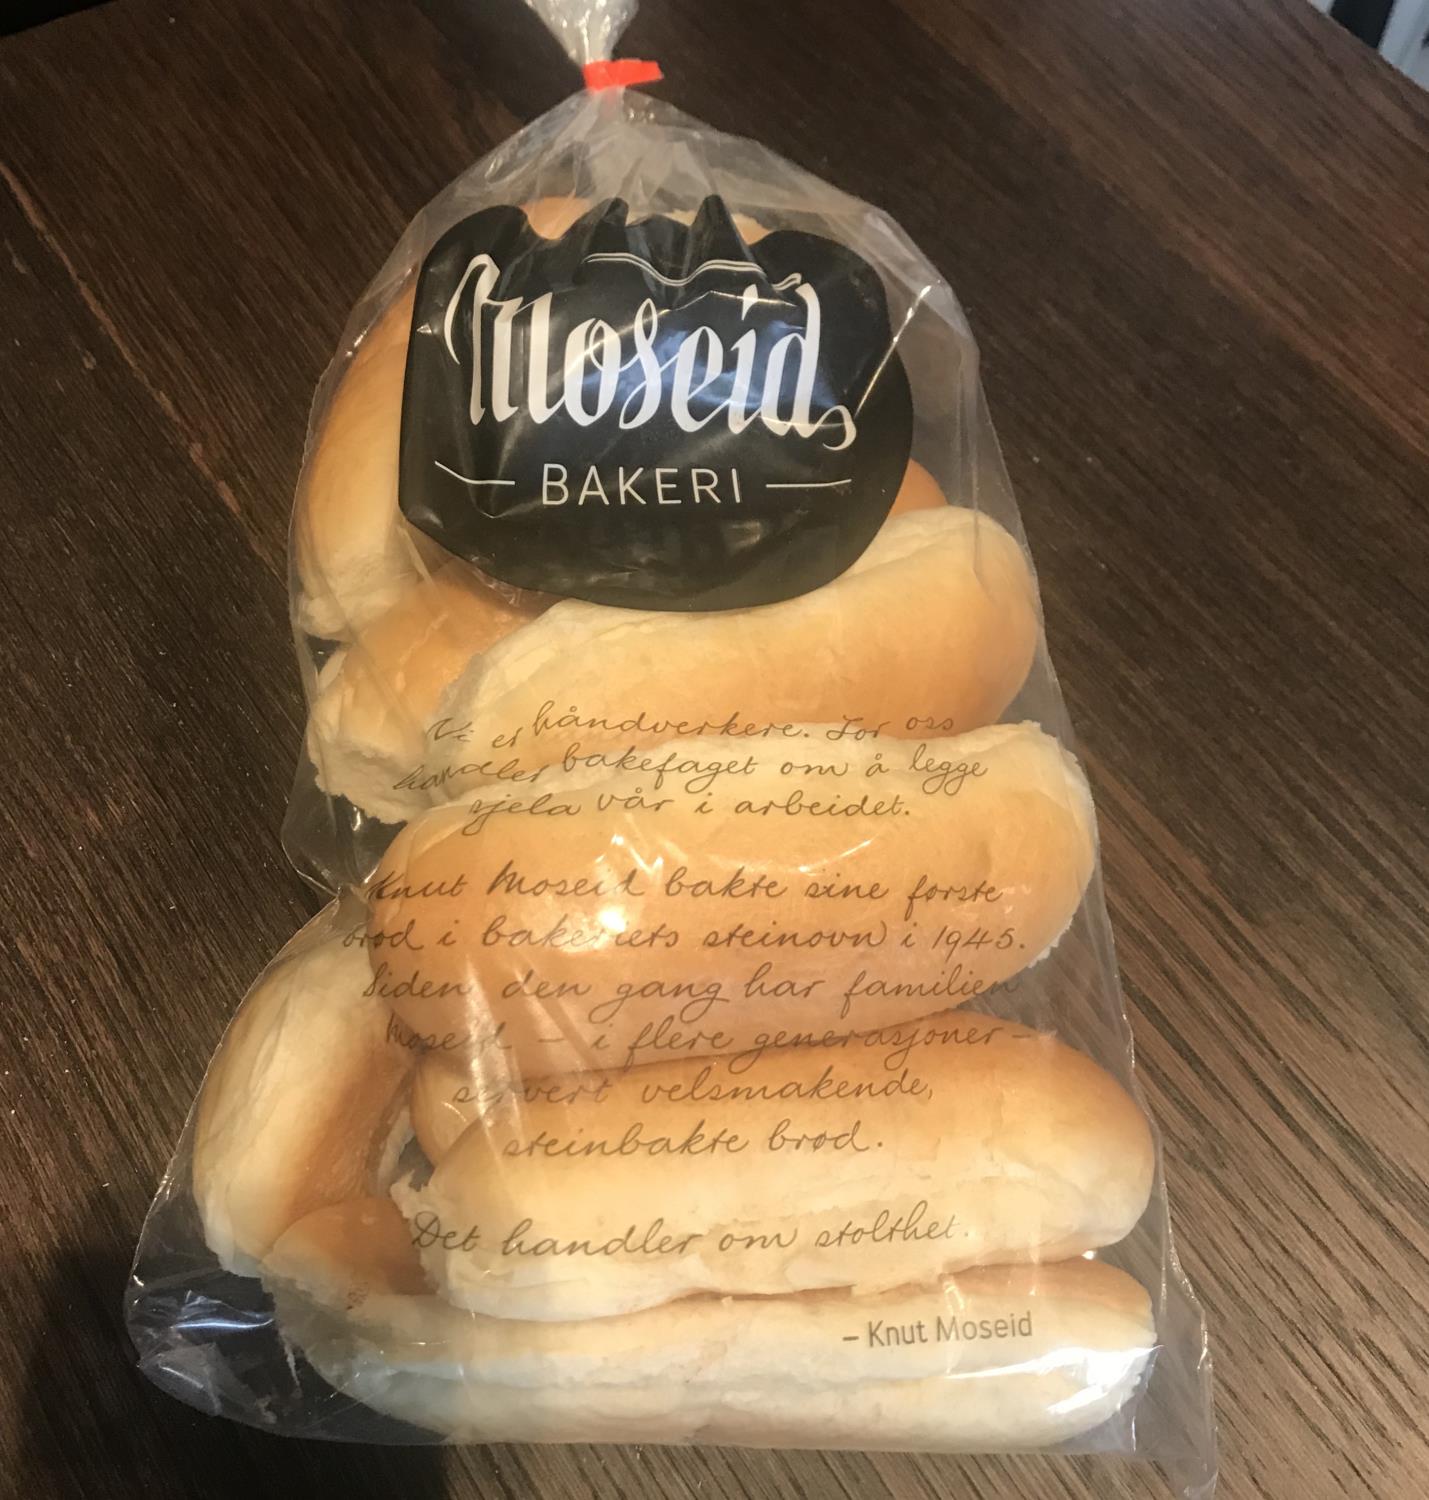 Moseid
BAKERI
Vi er håndverkere. For oss
handler bakefaget om å legge
sjela vår i arbeidet.
Knut Moseid bakte sine første
brød i bakeriets steinovn i 1945.
Siden den gang har familien
Moseid – i flere generasjoner –
servert velsmakende,
steinbakte brød.
Det handler om stolthet.
– Knut Moseid